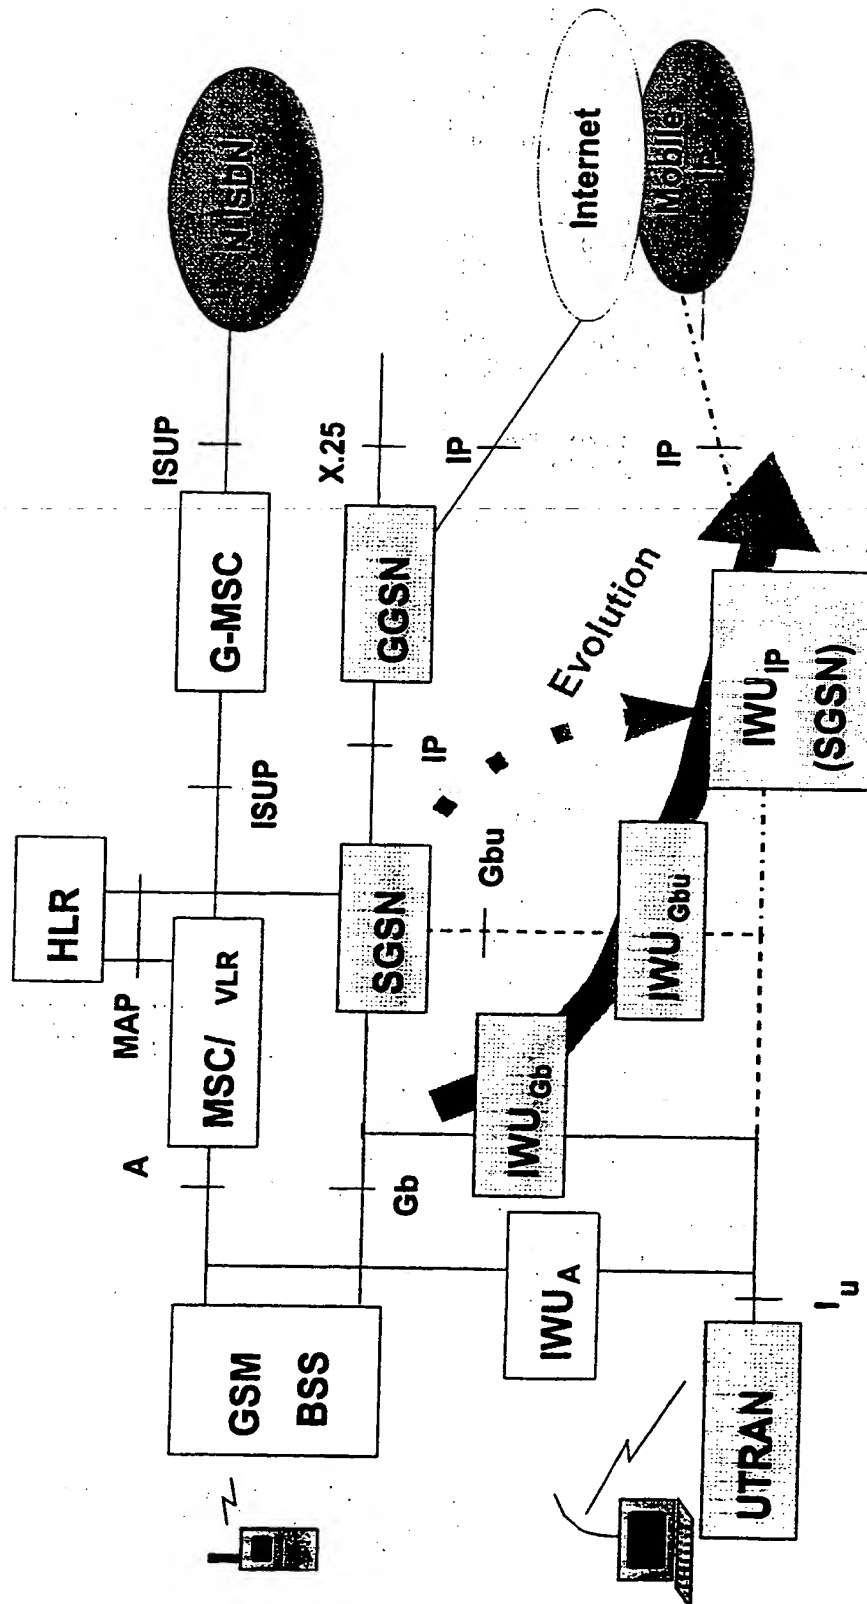 HLR
MAP
A
MSC/ VLR
ISUP
G-MSC
ISUP
N-ISDN
GSM
BSS
Gb
SGSN
IP
GGSN
X.25
IP
Internet
Mobile
IP
IWU A
IWU Gb
Gbu
IWU Gbu
Evolution
IP
IWU IP
(SGSN)
UTRAN
I u